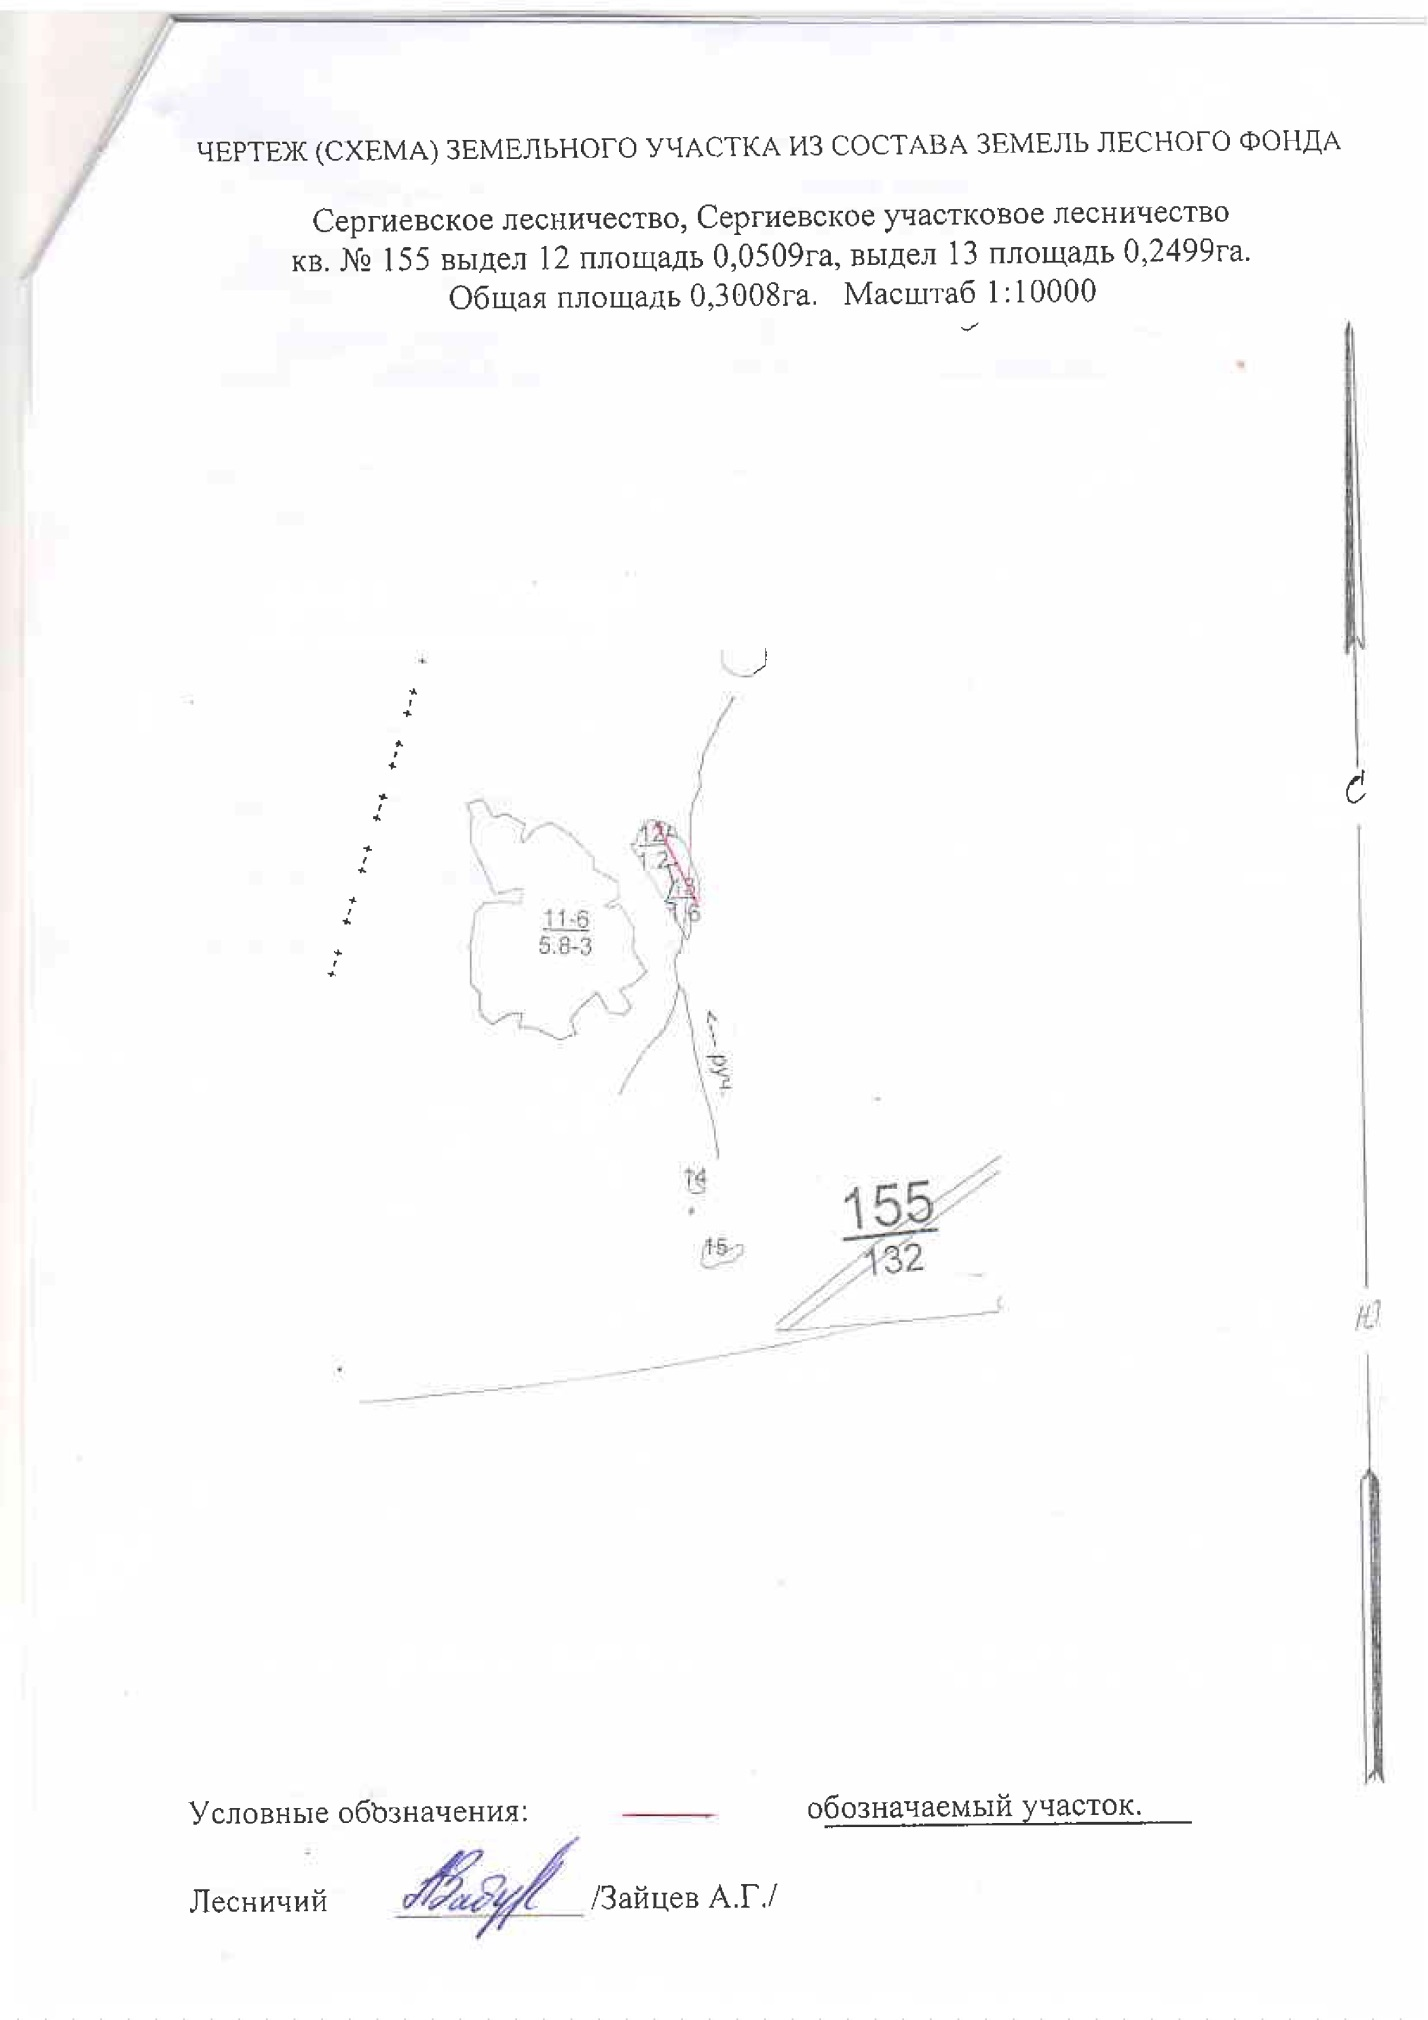 ЧЕРТЕЖ (СХЕМА) ЗЕМЕЛЬНОГО УЧАСТКА ИЗ СОСТАВА ЗЕМЕЛЬ ЛЕСНОГО ФОНДА
Сергиевское лесничество, Сергиевское участковое лесничество
кв. № 155 выдел 12 площадь 0,0509га, выдел 13 площадь 0,2499га.
Общая площадь 0,3008га. Масштаб 1:10000
С
12
1.2
13
1,6
11-6
5.8-3
руч.
14
15
155
132
Ю
Условные обозначения: обозначаемый участок.
Лесничий /Зайцев А.Г./